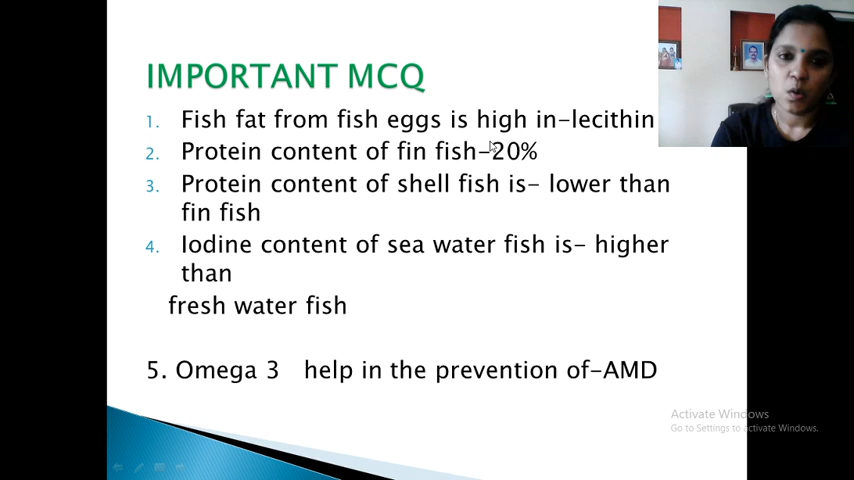 IMPORTANT MCQ
1. Fish fat from fish eggs is high in-lecithin
2. Protein content of fin fish-20%
3. Protein content of shell fish is- lower than
fin fish
4. Iodine content of sea water fish is- higher
than
fresh water fish
5. Omega 3 help in the prevention of-AMD
Activate Windows
Go to Settings to activate Windows.